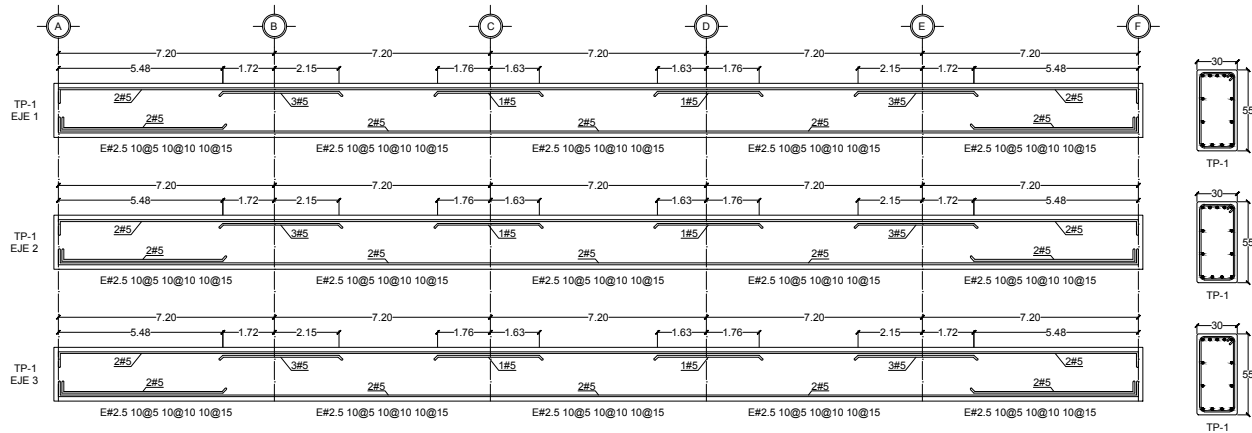 A B C D E F
7.20 7.20 7.20 7.20 7.20
5.48 1.72 2.15 1.76 1.63 1.63 1.76 2.15 1.72 5.48
30
2#5 3#5 1#5 1#5 3#5 2#5
TP-1
EJE 1
55
2#5 2#5 2#5 2#5 2#5
E#2.5 10@5 10@10 10@15 E#2.5 10@5 10@10 10@15 E#2.5 10@5 10@10 10@15 E#2.5 10@5 10@10 10@15 E#2.5 10@5 10@10 10@15
TP-1
7.20 7.20 7.20 7.20 7.20
5.48 1.72 2.15 1.76 1.63 1.63 1.76 2.15 1.72 5.48
30
2#5 3#5 1#5 1#5 3#5 2#5
TP-1
EJE 2
55
2#5 2#5 2#5 2#5 2#5
E#2.5 10@5 10@10 10@15 E#2.5 10@5 10@10 10@15 E#2.5 10@5 10@10 10@15 E#2.5 10@5 10@10 10@15 E#2.5 10@5 10@10 10@15
TP-1
7.20 7.20 7.20 7.20 7.20
5.48 1.72 2.15 1.76 1.63 1.63 1.76 2.15 1.72 5.48
30
2#5 3#5 1#5 1#5 3#5 2#5
TP-1
EJE 3
55
2#5 2#5 2#5 2#5 2#5
E#2.5 10@5 10@10 10@15 E#2.5 10@5 10@10 10@15 E#2.5 10@5 10@10 10@15 E#2.5 10@5 10@10 10@15 E#2.5 10@5 10@10 10@15
TP-1